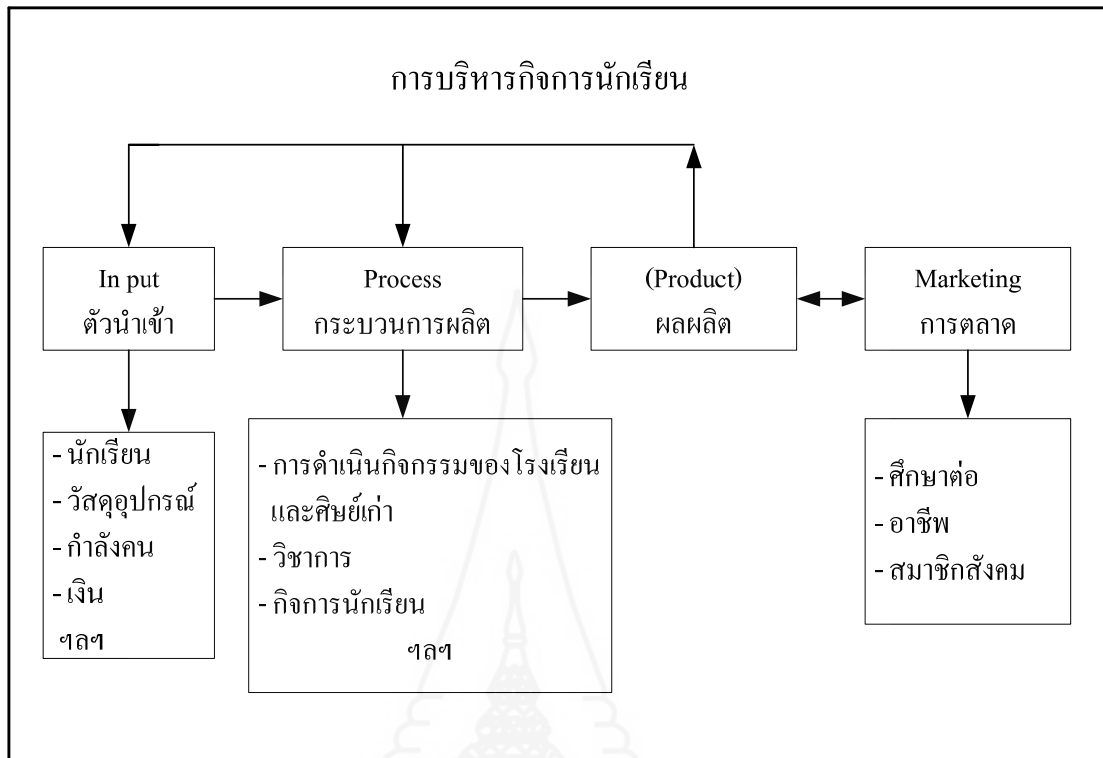 การบริหารกิจการนักเรียน
In put
ตัวนำเข้า
Process
กระบวนการผลิต
(Product)
ผลผลิต
Marketing
การตลาด
- นักเรียน
- วัสดุอุปกรณ์
- กำลังคน
- เงิน
ฯลฯ
- การดำเนินกิจกรรมของโรงเรียน
และศิษย์เก่า
- วิชาการ
- กิจการนักเรียน
ฯลฯ
- ศึกษาต่อ
- อาชีพ
- สมาชิกสังคม